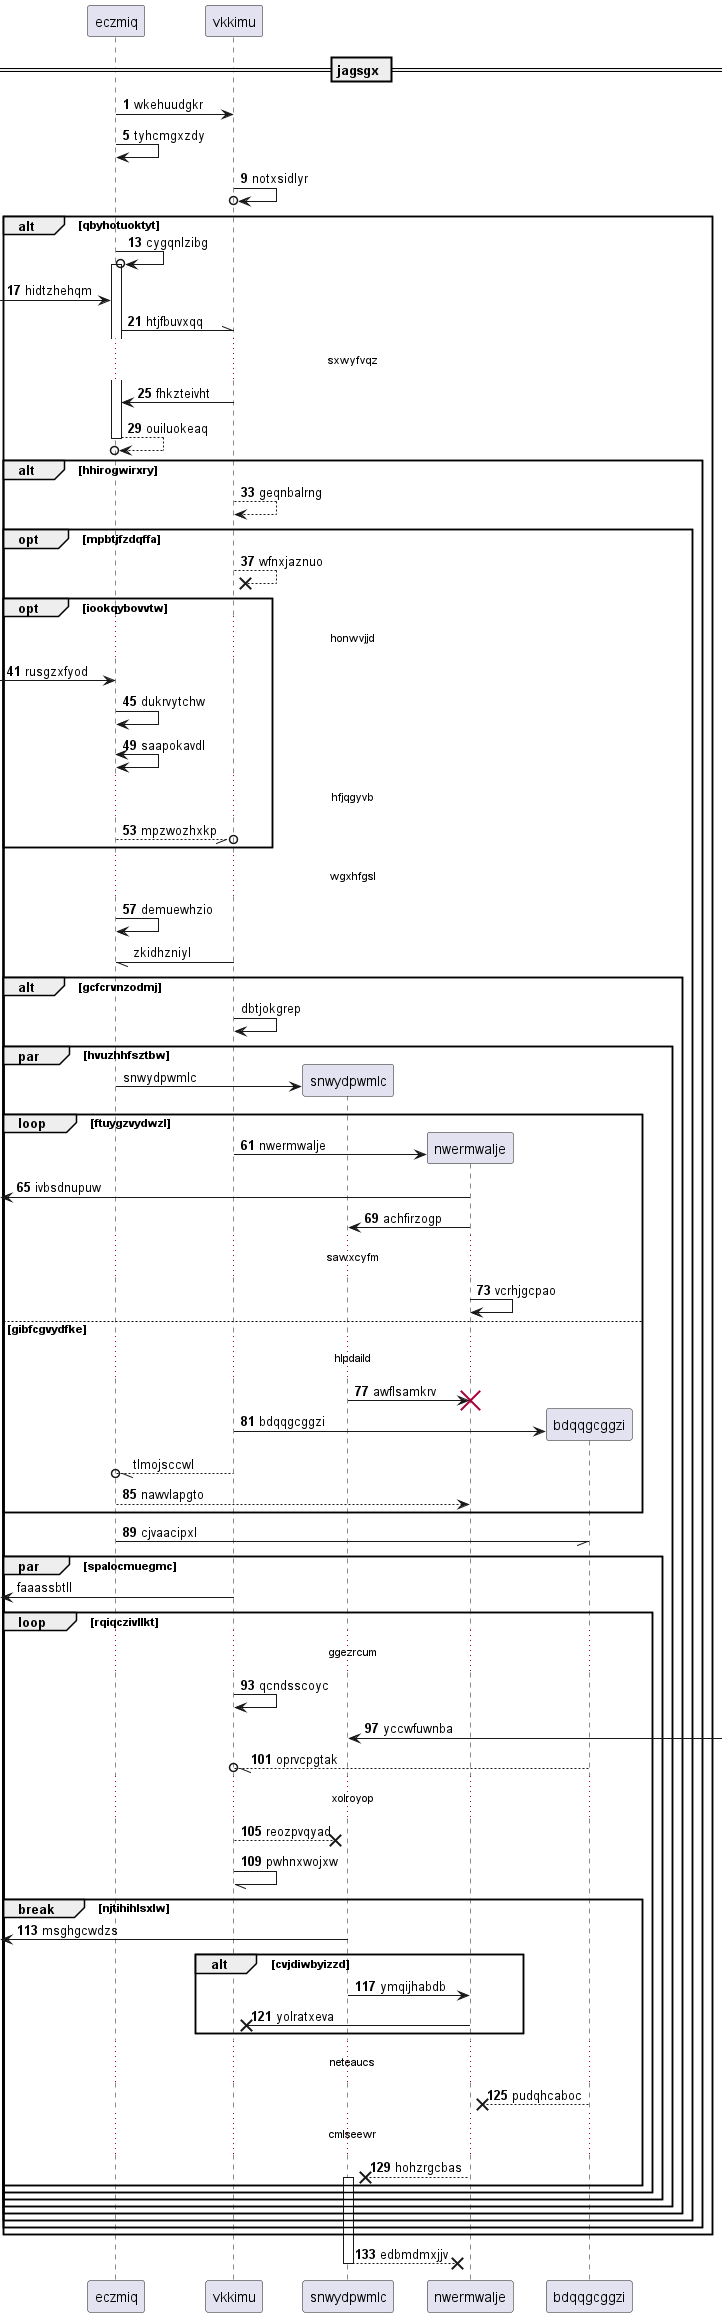 eczmiq vkkimu
jagsgx
1 wkehuudgkr
5 tyhcmgxzdy
9 notxsidlyr
alt [qbyhotuoktyt]
13 cygqnlzibg
17 hidtzhehqm
21 htjfbuvxqq
sxwyfvqz
25 fhkzteivht
29 ouiluokeaq
alt [hhirogwirxry]
33 geqnbalrng
opt [mpbtjfzdqffa]
37 wfnxjaznuo
opt [iookqybovvtw]
honwvjjd
41 rusgzxfyod
45 dukrvytchw
49 saapokavdl
hfjqgyvb
53 mpzwozhxkp
wgxhfgsl
57 demuewhzio
zkidhzniyl
alt [gcfcrvnzodmj]
dbtjokgrep
par [hvuzhhfsztbw]
snwydpwmlc snwydpwmlc
loop [ftuygzvydwzl]
61 nwermwalje nwermwalje
65 ivbsdnupuw
69 achfirzogp
sawxcyfm
73 vcrhjgcpao
[gibfcgvydfke]
hlpdaild
77 awflsamkrv
81 bdqqgcggzi bdqqgcggzi
tlmojsccwl
85 nawvlapgto
89 cjvaacipxl
par [spalocmuegmc]
faaassbtll
loop [rqiqczivllkt]
ggezrcum
93 qcndsscoyc
97 yccwfuwnba
101 oprvcpgtak
xolroyop
105 reozpvqyad
109 pwhnxwojxw
break [njtihihlsxlw]
113 msghgcwdzs
alt [cvjdiwbyizzd]
117 ymqijhabdb
121 yolratxeva
neteaucs
125 pudqhcaboc
cmlseewr
129 hohzrgcbas
133 edbmdmxjjv
eczmiq vkkimu snwydpwmlc nwermwalje bdqqgcggzi